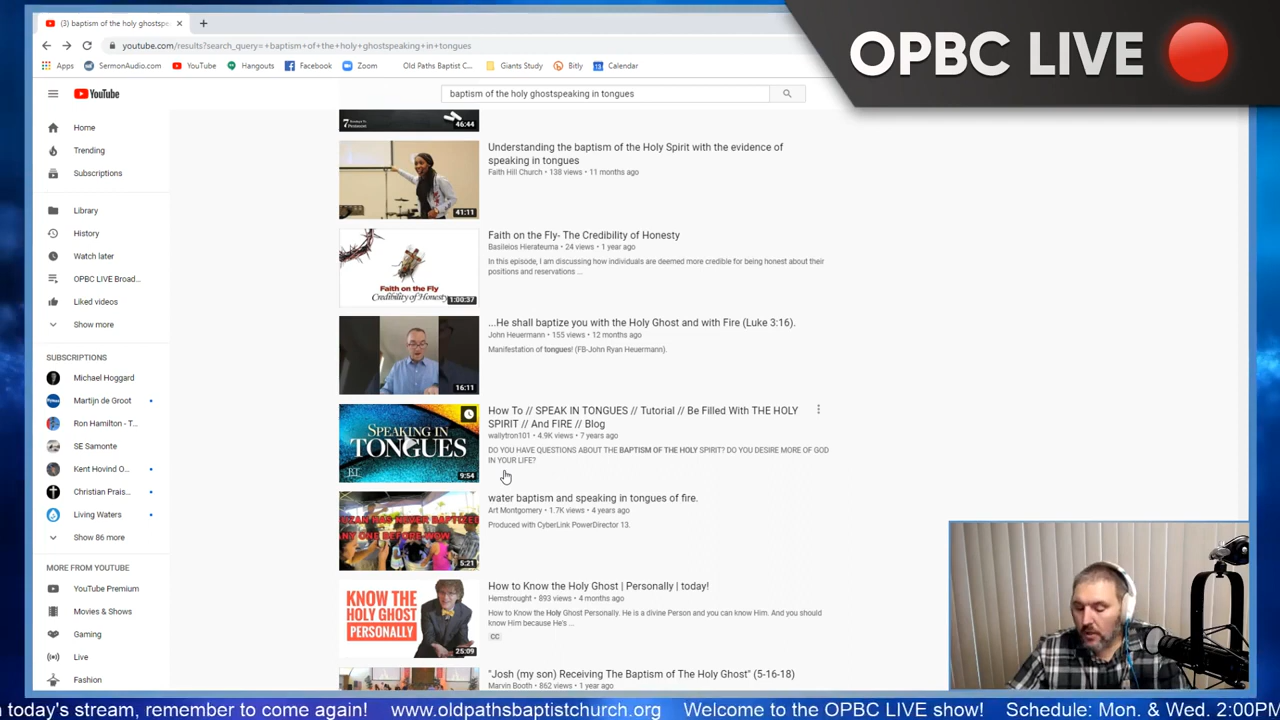 OPBC LIVE
(3) baptism of the holy ghostspe
youtube.com/results?search_query=+baptism+of+the+holy+ghostspeaking+in+tongues
Apps SermonAudio.com YouTube Hangouts Facebook Zoom Old Paths Baptist C... Giants Study Bitly Calendar
YouTube
baptism of the holy ghostspeaking in tongues
Home
Trending
Subscriptions
Library
History
Watch later
OPBC LIVE Broad...
Liked videos
Show more
SUBSCRIPTIONS
Michael Hoggard
Martijn de Groot
Ron Hamilton - T...
SE Samonte
Kent Hovind O...
Christian Prais...
Living Waters
Show 86 more
MORE FROM YOUTUBE
YouTube Premium
Movies & Shows
Gaming
Live
Fashion
46:44
Understanding the baptism of the Holy Spirit with the evidence of
speaking in tongues
Faith Hill Church • 138 views • 11 months ago
41:11
Faith on the Fly- The Credibility of Honesty
Basileios Hierateuma • 24 views • 1 year ago
In this episode, I am discussing how individuals are deemed more credible for being honest about their
positions and reservations ...
Faith on the Fly
Credibility of Honesty
1:00:37
...He shall baptize you with the Holy Ghost and with Fire (Luke 3:16).
John Heuermann • 155 views • 12 months ago
Manifestation of tongues! (FB-John Ryan Heuermann).
16:11
How To // SPEAK IN TONGUES // Tutorial // Be Filled With THE HOLY
SPIRIT // And FIRE // Blog
wallytron101 • 4.9K views • 7 years ago
DO YOU HAVE QUESTIONS ABOUT THE BAPTISM OF THE HOLY SPIRIT? DO YOU DESIRE MORE OF GOD
IN YOUR LIFE?
SPEAKING IN
TONGUES
9:54
water baptism and speaking in tongues of fire.
Art Montgomery • 1.7K views • 4 years ago
Produced with CyberLink PowerDirector 13.
UZAN HAS NEVER BAPTIZE
ANY ONE BEFORE WOW
5:21
How to Know the Holy Ghost | Personally | today!
Hemstrought • 893 views • 4 months ago
How to Know the Holy Ghost Personally. He is a divine Person and you can know Him. And you should
know Him because He's ...
CC
KNOW THE
HOLY GHOST
PERSONALLY
25:09
"Josh (my son) Receiving The Baptism of The Holy Ghost" (5-16-18)
Marvin Booth • 862 views • 1 year ago
today's stream, remember to come again! www.oldpathsbaptistchurch.org Welcome to the OPBC LIVE show! Schedule: Mon. & Wed. 2:00PM